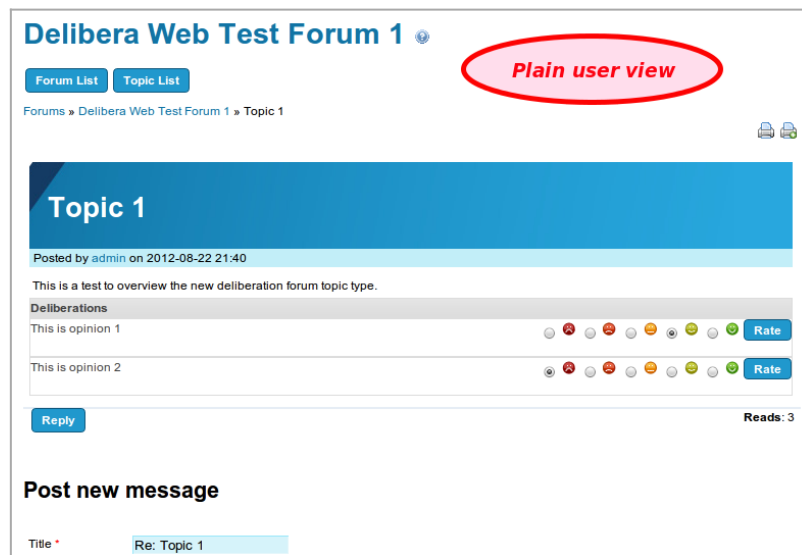 Delibera Web Test Forum 1
Plain user view
Forum List Topic List
Forums » Delibera Web Test Forum 1 » Topic 1
Topic 1
Posted by admin on 2012-08-22 21:40
This is a test to overview the new deliberation forum topic type.
Deliberations
This is opinion 1 Rate
This is opinion 2 Rate
Reply Reads: 3
Post new message
Title * Re: Topic 1